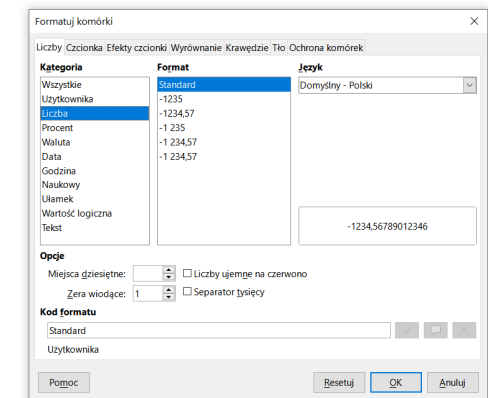 Formatuj komórki
Liczby Czcionka Efekty czcionki Wyrównanie Krawędzie Tło Ochrona komórek
Kategoria Format Język
Wszystkie Standard Domyślny - Polski
Użytkownika -1235
Liczba -1234,57
Procent -1 235
Waluta -1 234,57
Data -1 234,57
Godzina
Naukowy
Ułamek
Wartość logiczna
Tekst
-1234,56789012346
Opcje
Miejsca dziesiętne: Liczby ujemne na czerwono
Zera wiodące: 1 Separator tysięcy
Kod formatu
Standard
Użytkownika
Pomoc Resetuj OK Anuluj